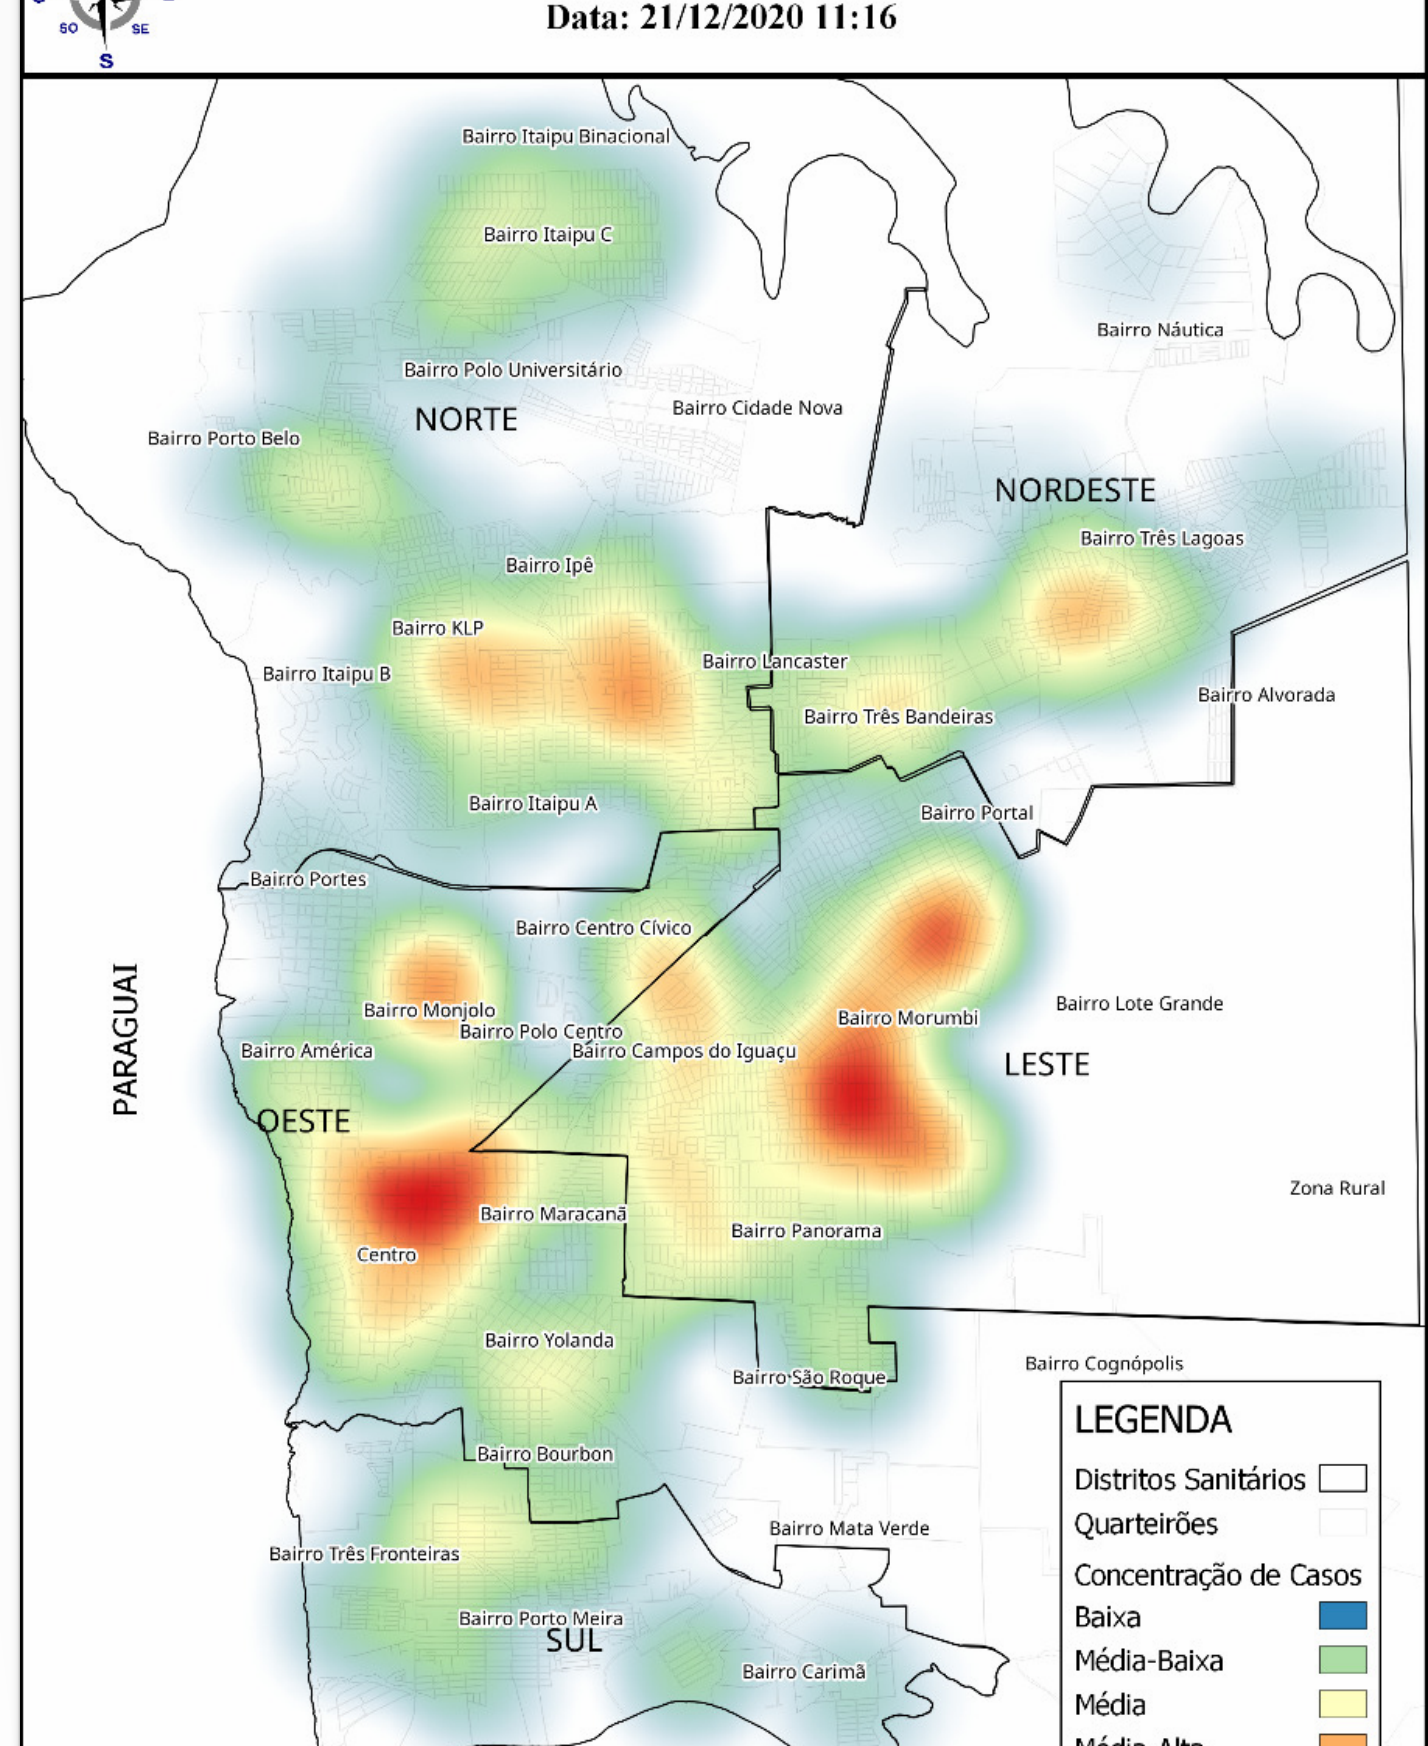 SO
SE
S
Data: 21/12/2020 11:16
Bairro Itaipu Binacional
Bairro Itaipu C
Bairro Náutica
Bairro Polo Universitário
NORTE
Bairro Cidade Nova
Bairro Porto Belo
NORDESTE
Bairro Três Lagoas
Bairro Ipê
Bairro KLP
Bairro Lancaster
Bairro Itaipu B
Bairro Alvorada
Bairro Três Bandeiras
Bairro Itaipu A
Bairro Portal
Bairro Portes
Bairro Centro Cívico
PARAGUAI
Bairro Monjolo
Bairro Lote Grande
Bairro Morumbi
Bairro Polo Centro
Bairro América
Bairro Campos do Iguaçu
LESTE
OESTE
Zona Rural
Bairro Maracanã
Bairro Panorama
Centro
Bairro Yolanda
Bairro São Roque
Bairro Cognópolis
LEGENDA
Bairro Bourbon
Distritos Sanitários
Quarteirões
Bairro Mata Verde
Bairro Três Fronteiras
Concentração de Casos
Baixa
Bairro Porto Meira
SUL
Média-Baixa
Bairro Carimã
Média
Média-Alta